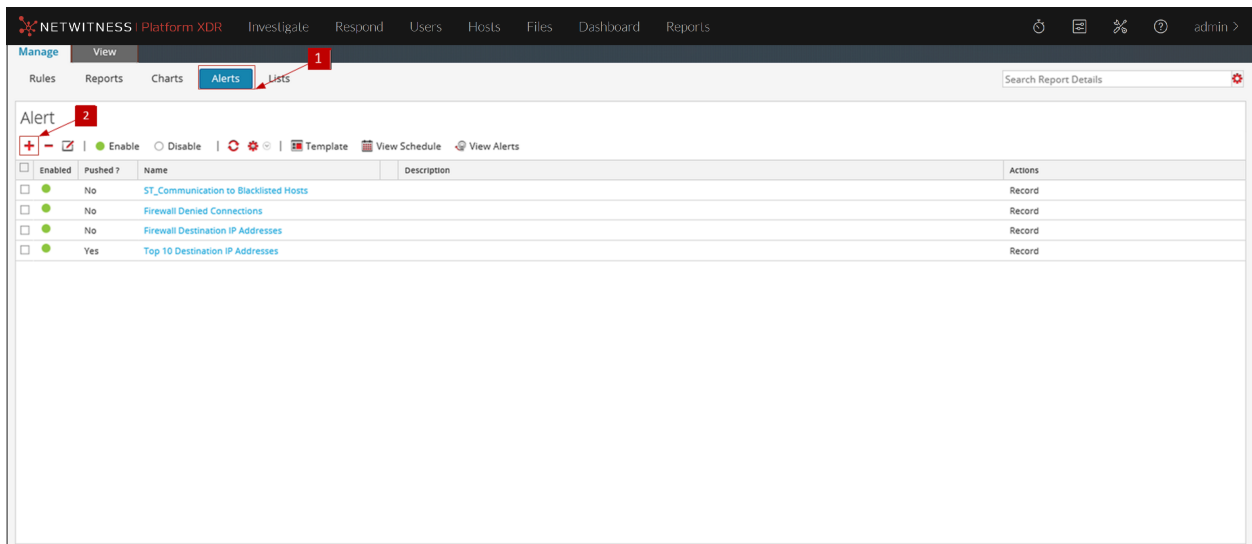 NETWITNESS | Platform XDR Investigate Respond Users Hosts Files Dashboard Reports admin >
Manage View
1
Rules Reports Charts Alerts Lists Search Report Details
Alert
2
Enable Disable Template View Schedule View Alerts
Enabled Pushed ? Name Description Actions
No ST_Communication to Blacklisted Hosts Record
No Firewall Denied Connections Record
No Firewall Destination IP Addresses Record
Yes Top 10 Destination IP Addresses Record